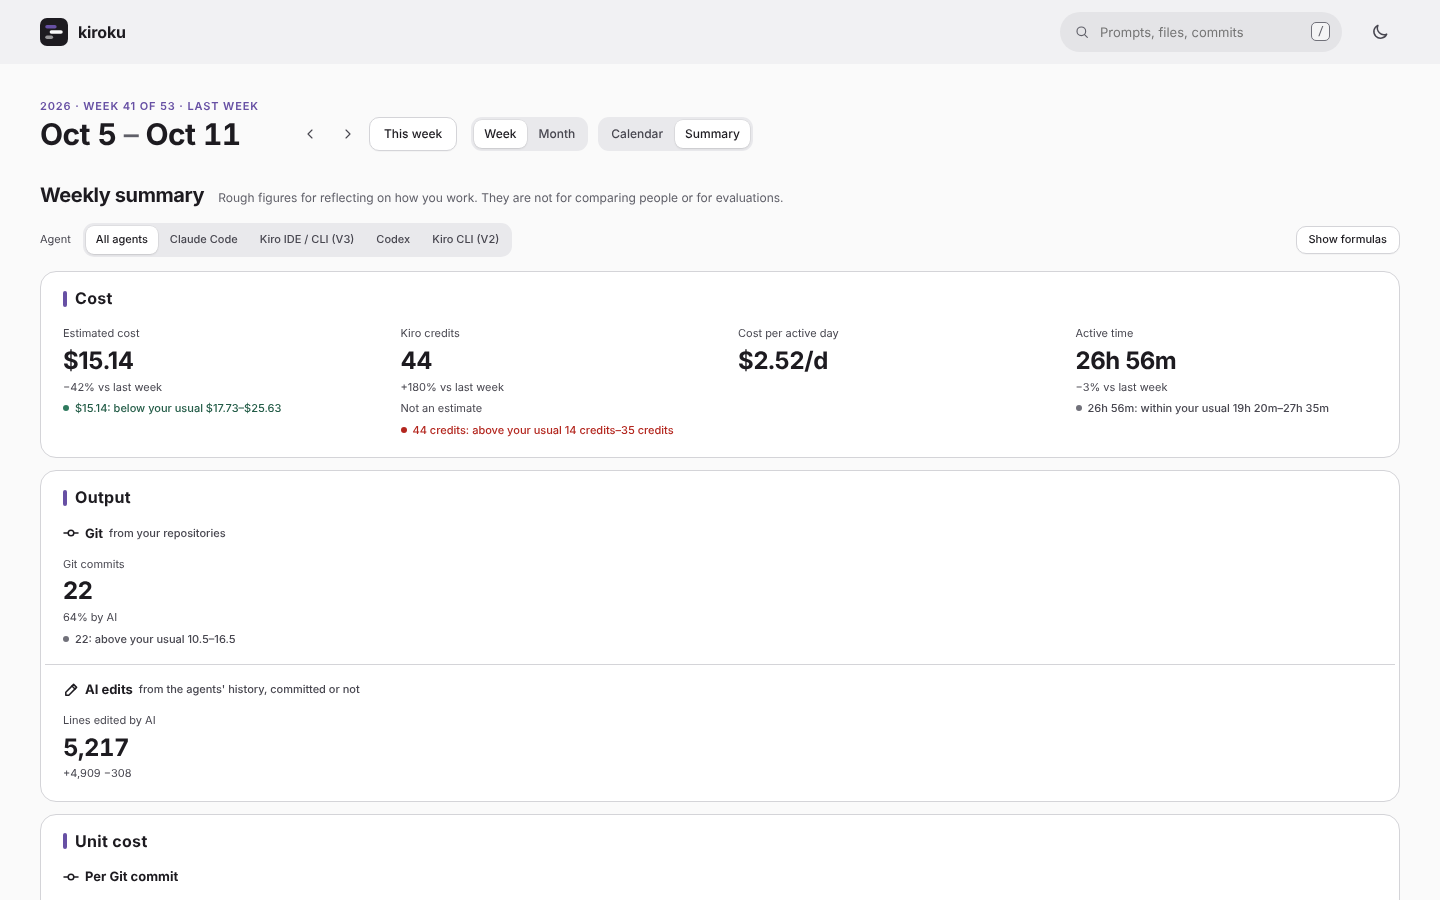 kiroku
Prompts, files, commits
/
2026 · WEEK 41 OF 53 · LAST WEEK
Oct 5 – Oct 11
This week
Week
Month
Calendar
Summary
Weekly summary
Rough figures for reflecting on how you work. They are not for comparing people or for evaluations.
Agent
All agents
Claude Code
Kiro IDE / CLI (V3)
Codex
Kiro CLI (V2)
Show formulas
Cost
Estimated cost
$15.14
−42% vs last week
$15.14: below your usual $17.73–$25.63
Kiro credits
44
+180% vs last week
Not an estimate
44 credits: above your usual 14 credits–35 credits
Cost per active day
$2.52/d
Active time
26h 56m
−3% vs last week
26h 56m: within your usual 19h 20m–27h 35m
Output
Git from your repositories
Git commits
22
64% by AI
22: above your usual 10.5–16.5
AI edits from the agents' history, committed or not
Lines edited by AI
5,217
+4,909 −308
Unit cost
Per Git commit